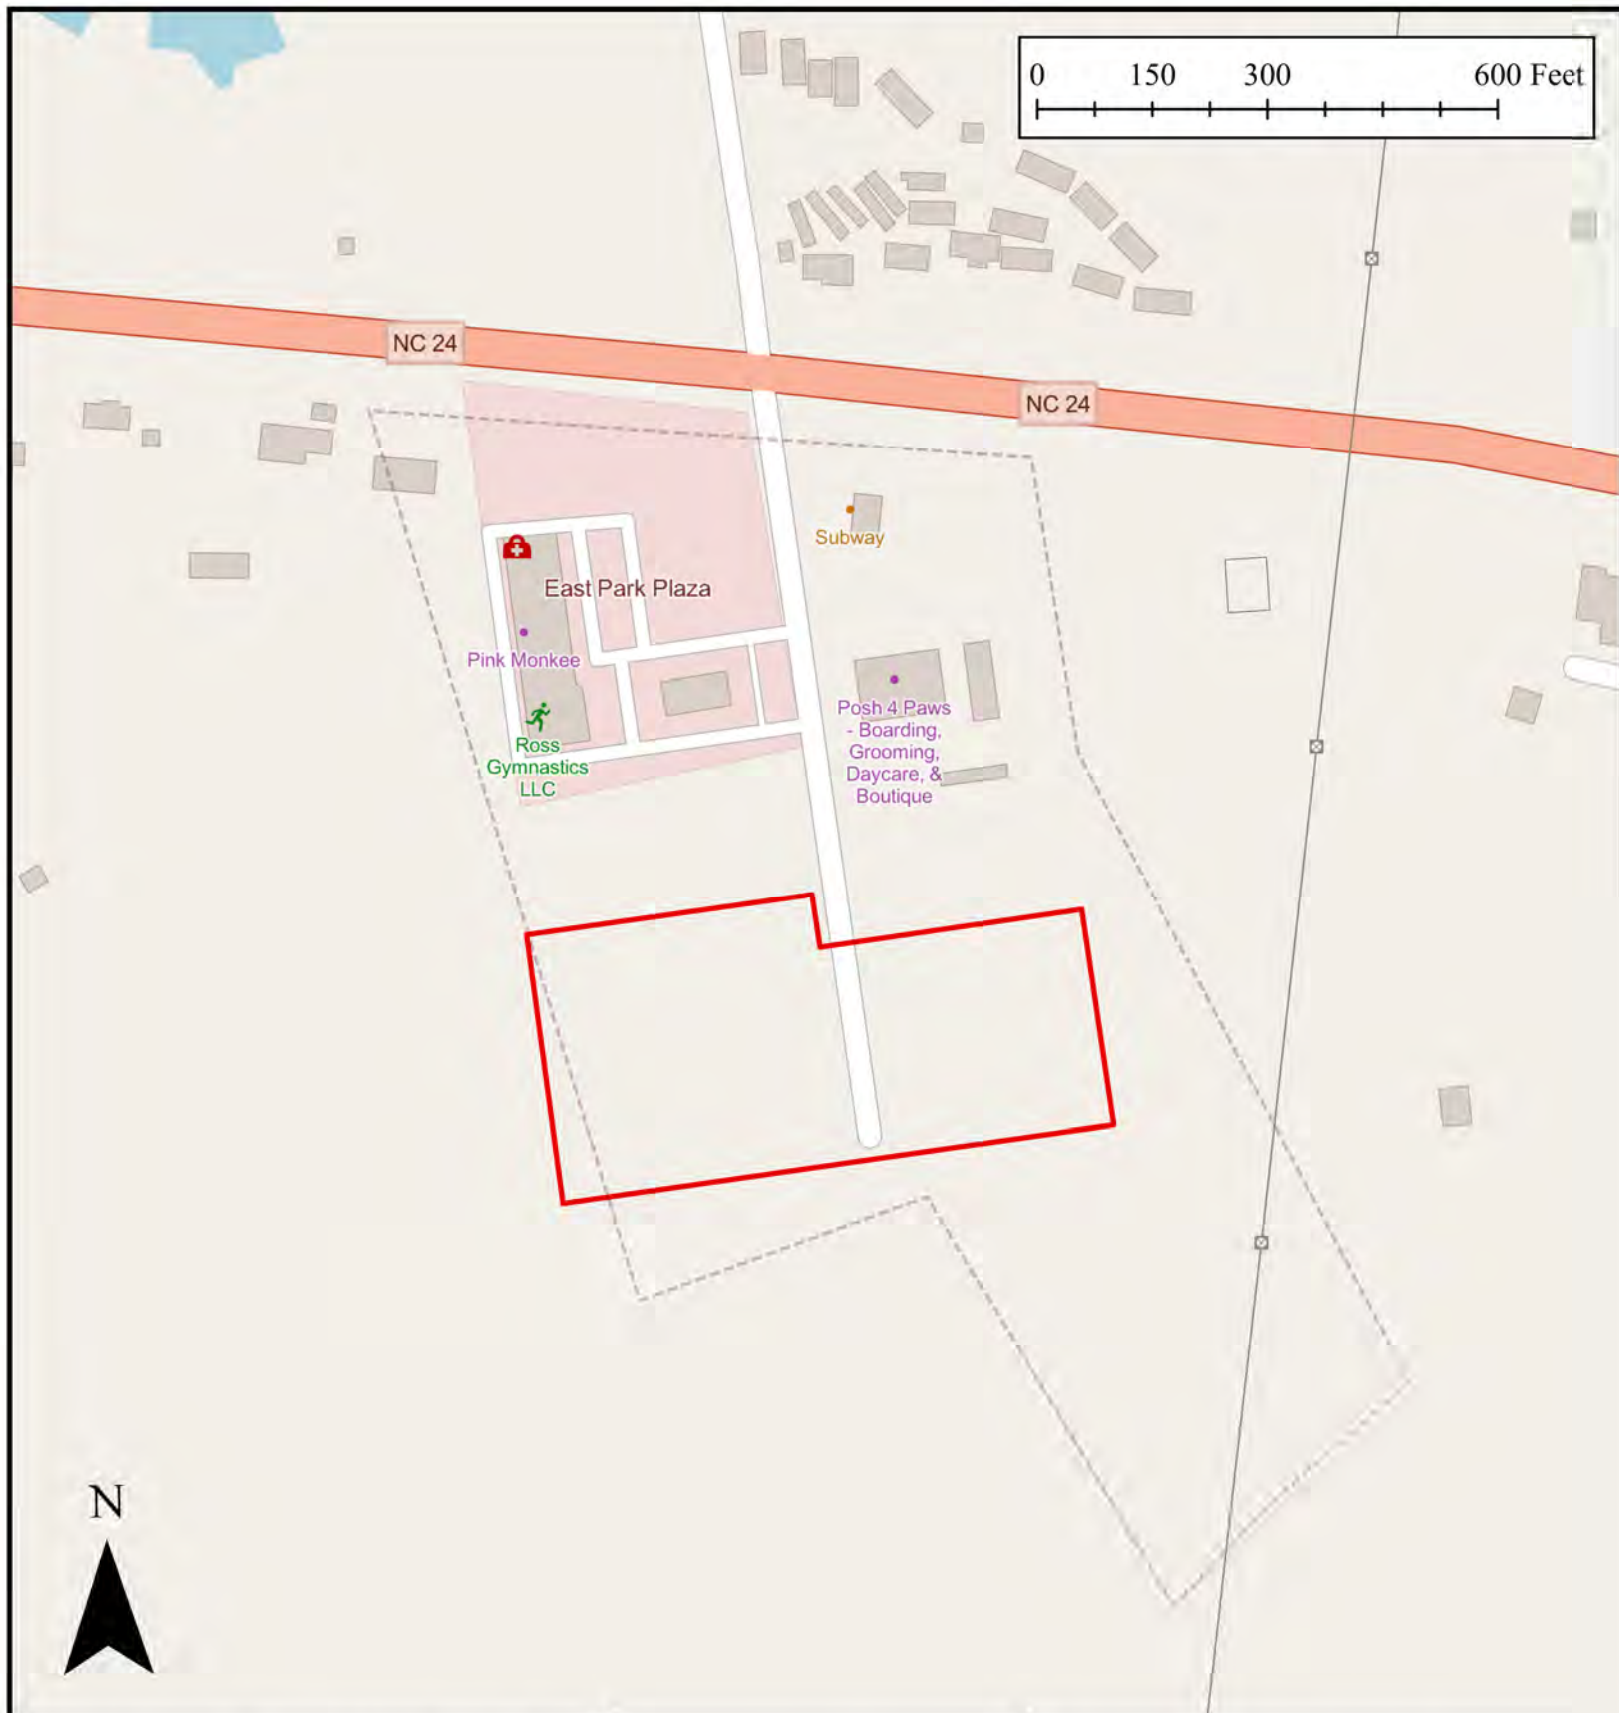 0 150 300 600 Feet
NC 24
NC 24
Subway
East Park Plaza
Pink Monkee
Posh 4 Paws
- Boarding,
Grooming,
Daycare, &
Boutique
Ross
Gymnastics
LLC
N